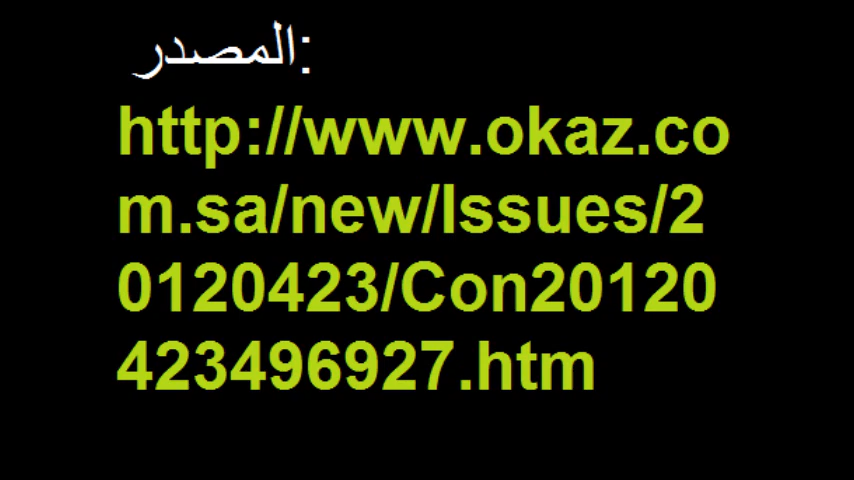 المصدر:
http://www.okaz.co
m.sa/new/Issues/2
0120423/Con20120
423496927.htm